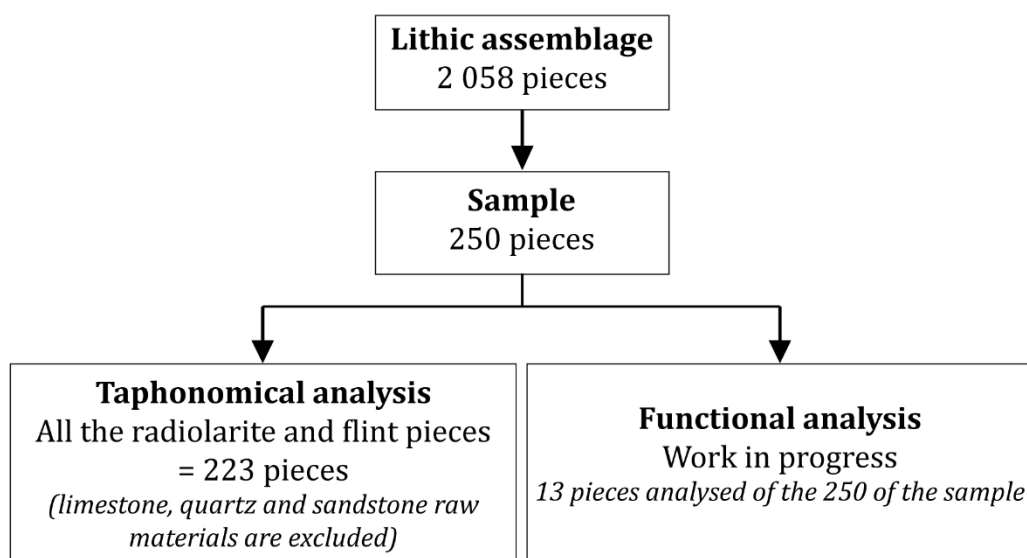 Lithic assemblage
2 058 pieces
Sample
250 pieces
Taphonomical analysis
All the radiolarite and flint pieces
= 223 pieces
(limestone, quartz and sandstone raw
materials are excluded)
Functional analysis
Work in progress
13 pieces analysed of the 250 of the sample